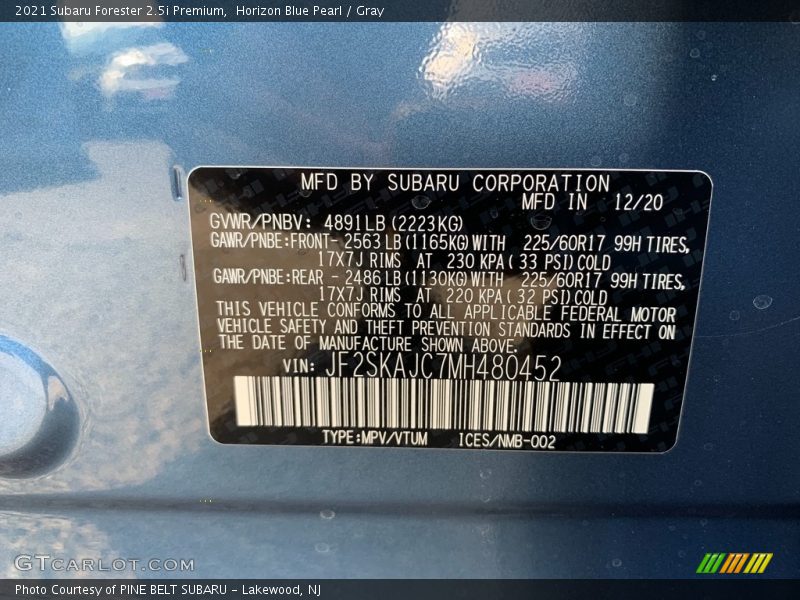 2021 Subaru Forester 2.5i Premium,  Horizon Blue Pearl / Gray
MFD BY SUBARU CORPORATION
MFD IN 12/20
GVWR/PNBV: 4891LB(2223KG)
GAWR/PNBE:FRONT- 2563 LB(1165KG)WITH 225/60R17 99H TIRES,
17X7J RIMS AT 230 KPA( 33 PSI)COLD
GAWR/PNBE:REAR - 2486 LB(1130KG)WITH 225/60R17 99H TIRES,
17X7J RIMS AT 220 KPA( 32 PSI)COLD
THIS VEHICLE CONFORMS TO ALL APPLICABLE FEDERAL MOTOR
VEHICLE SAFETY AND THEFT PREVENTION STANDARDS IN EFFECT ON
THE DATE OF MANUFACTURE SHOWN ABOVE.
VIN: JF2SKAJC7MH480452
TYPE:MPV/VTUM ICES/NMB-002
GTCARLOT.COM
Photo Courtesy of PINE BELT SUBARU - Lakewood, NJ